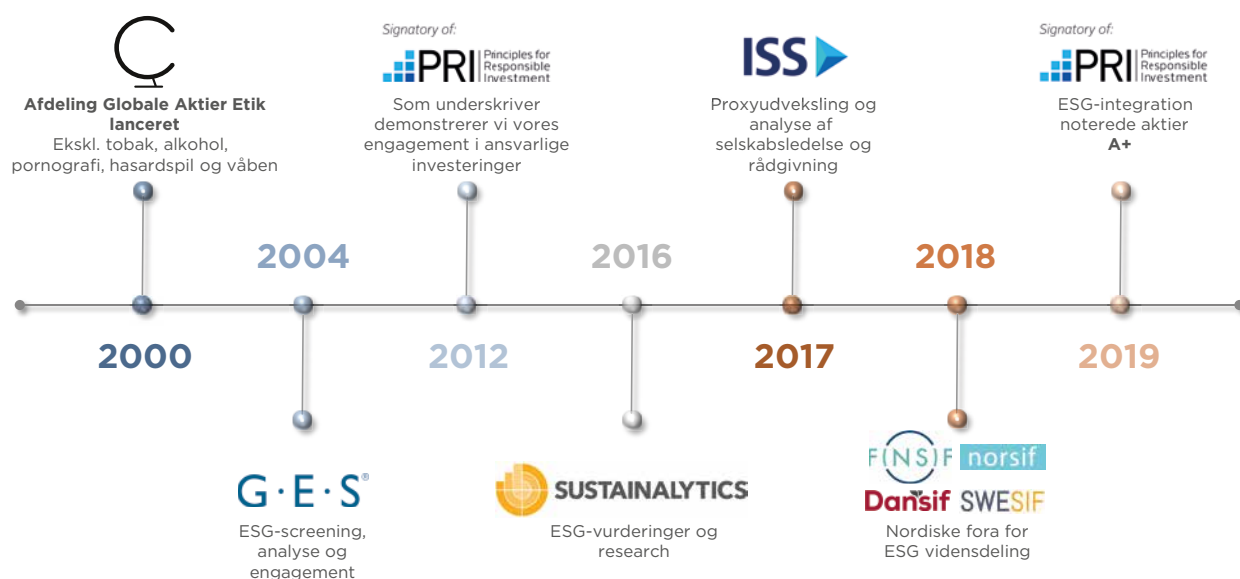 Afdeling Globale Aktier Etik
lanceret
Ekskl. tobak, alkohol,
pornografi, hasardspil og våben
2000
2004
G·E·S®
ESG-screening,
analyse og
engagement
Signatory of:
PRI Principles for
Responsible
Investment
Som underskriver
demonstrerer vi vores
engagement i ansvarlige
investeringer
2012
2016
SUSTAINALYTICS
ESG-vurderinger og
research
ISS
Proxyudveksling og
analyse af
selskabsledelse og
rådgivning
2017
2018
F(NS)F norsif
Dansif SWESIF
Nordiske fora for
ESG vidensdeling
Signatory of:
PRI Principles for
Responsible
Investment
ESG-integration
noterede aktier
A+
2019